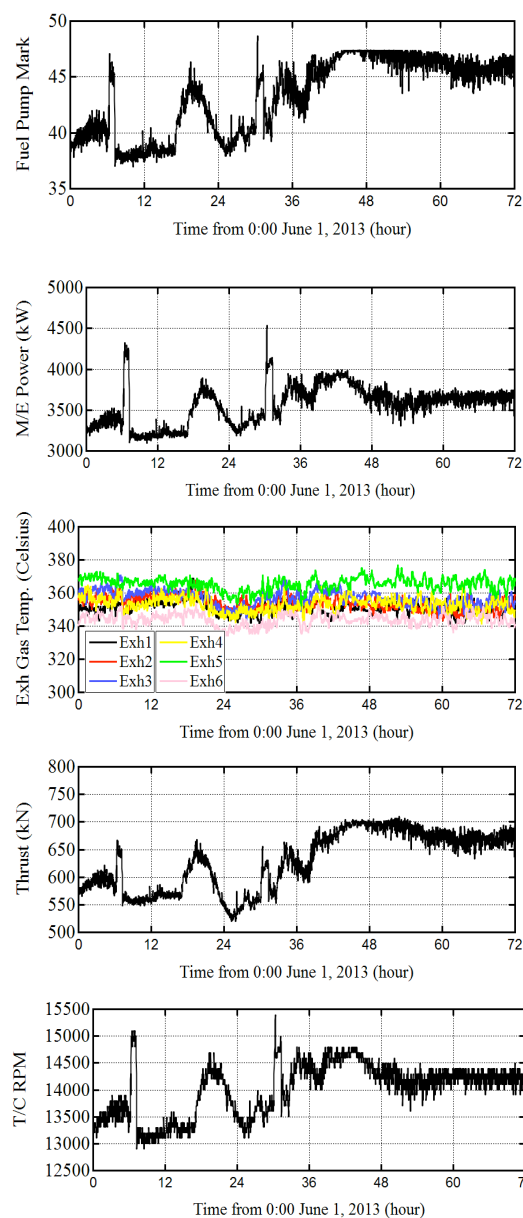 Fuel Pump Mark
50
45
40
35
0 12 24 36 48 60 72
Time from 0:00 June 1, 2013 (hour)
M/E Power (kW)
5000
4500
4000
3500
3000
0 12 24 36 48 60 72
Time from 0:00 June 1, 2013 (hour)
Exh Gas Temp. (Celsius)
400
380
360
340
320
300
Exh1 Exh4
Exh2 Exh5
Exh3 Exh6
0 12 24 36 48 60 72
Time from 0:00 June 1, 2013 (hour)
Thrust (kN)
800
750
700
650
600
550
500
0 12 24 36 48 60 72
Time from 0:00 June 1, 2013 (hour)
T/C RPM
15500
15000
14500
14000
13500
13000
12500
0 12 24 36 48 60 72
Time from 0:00 June 1, 2013 (hour)